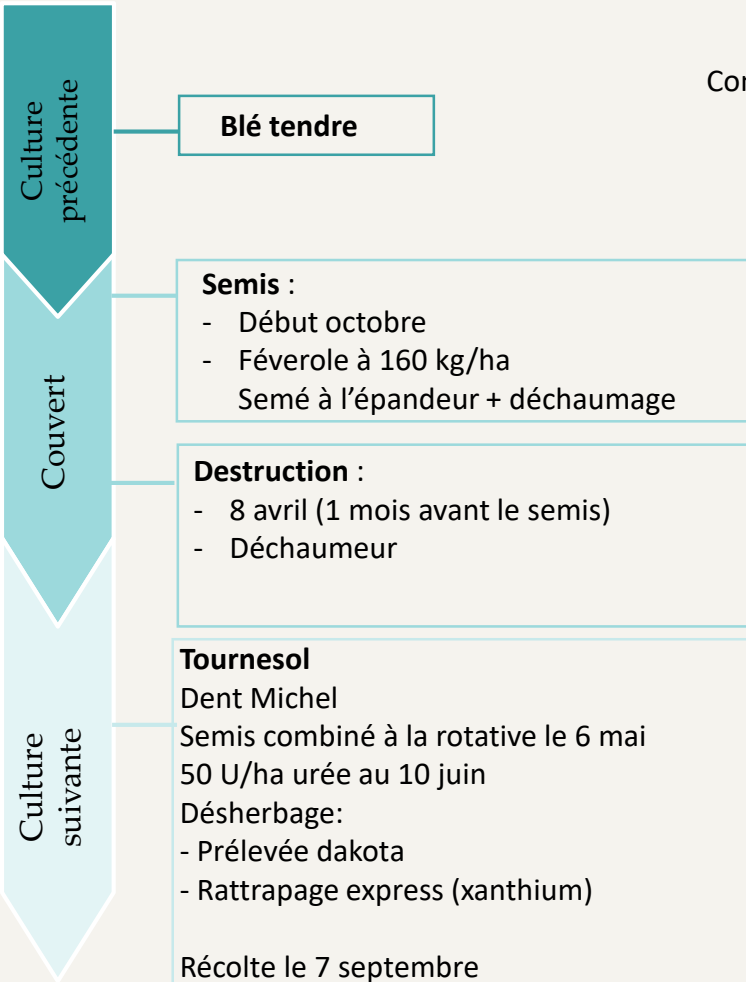 Culture
précédente
Blé tendre
Couvert
Semis :
- Début octobre
- Féverole à 160 kg/ha
Semé à l'épandeur + déchaumage
Destruction :
- 8 avril (1 mois avant le semis)
- Déchaumeur
Culture
suivante
Tournesol
Dent Michel
Semis combiné à la rotative le 6 mai
50 U/ha urée au 10 juin
Désherbage:
- Prélevée dakota
- Rattrapage express (xanthium)
Récolte le 7 septembre